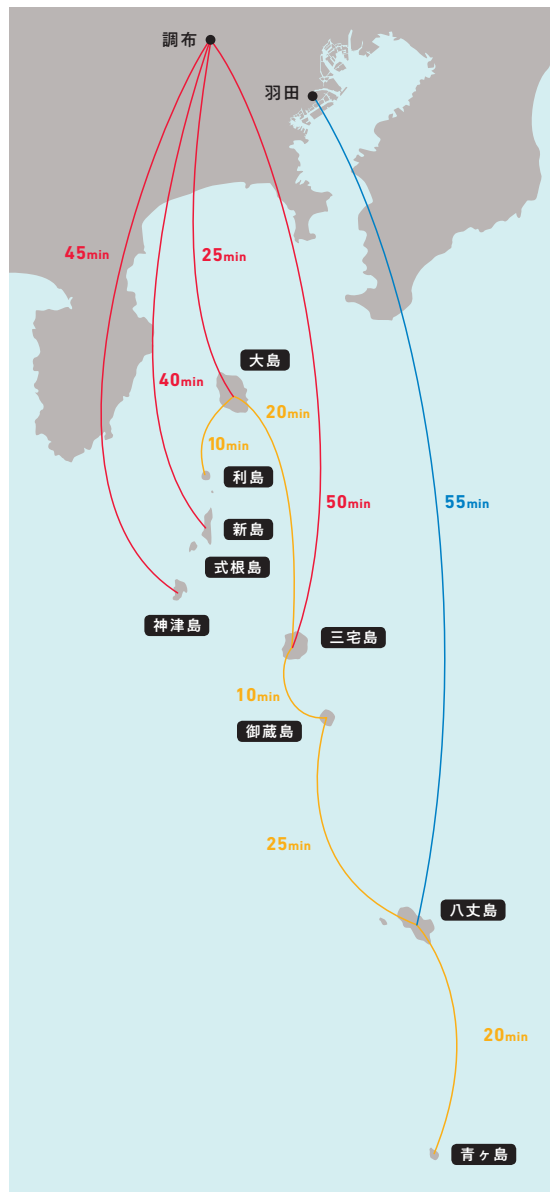 調布
羽田
45min
25min
大島
40min
20min
10min
利島
50min
55min
新島
式根島
神津島
三宅島
10min
御蔵島
25min
八丈島
20min
青ヶ島